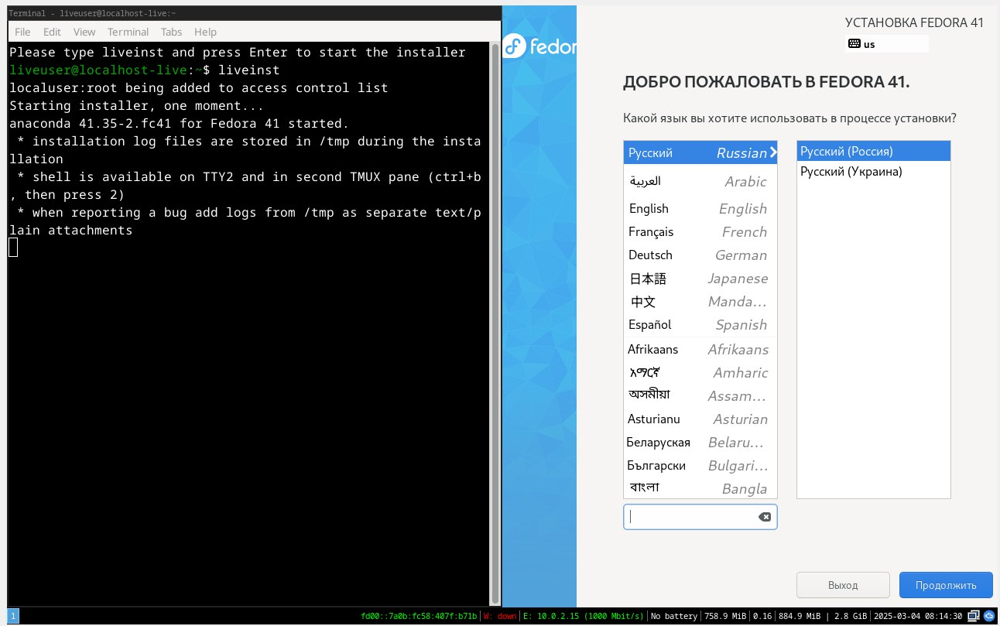 Terminal - liveuser@localhost-live:~
File Edit View Terminal Tabs Help
Please type liveinst and press Enter to start the installer
liveuser@localhost-live:~$ liveinst
localuser:root being added to access control list
Starting installer, one moment...
anaconda 41.35-2.fc41 for Fedora 41 started.
 * installation log files are stored in /tmp during the insta
llation
 * shell is available on TTY2 and in second TMUX pane (ctrl+b
, then press 2)
 * when reporting a bug add logs from /tmp as separate text/p
lain attachments
fedor
УСТАНОВКА FEDORA 41
us
ДОБРО ПОЖАЛОВАТЬ В FEDORA 41.
Какой язык вы хотите использовать в процессе установки?
Русский Russian
العربية Arabic
English English
Français French
Deutsch German
日本語 Japanese
中文 Manda…
Español Spanish
Afrikaans Afrikaans
አማርኛ Amharic
অসমীয়া Assam…
Asturianu Asturian
Беларуская Belaru…
Български Bulgari…
বাংলা Bangla
Русский (Россия)
Русский (Украина)
Выход
Продолжить
1
fd00::7a0b:fc58:407f:b71b | W: down | E: 10.0.2.15 (1000 Mbit/s) | No battery | 758.9 MiB | 0.16 | 884.9 MiB | 2.8 GiB | 2025-03-04 08:14:30